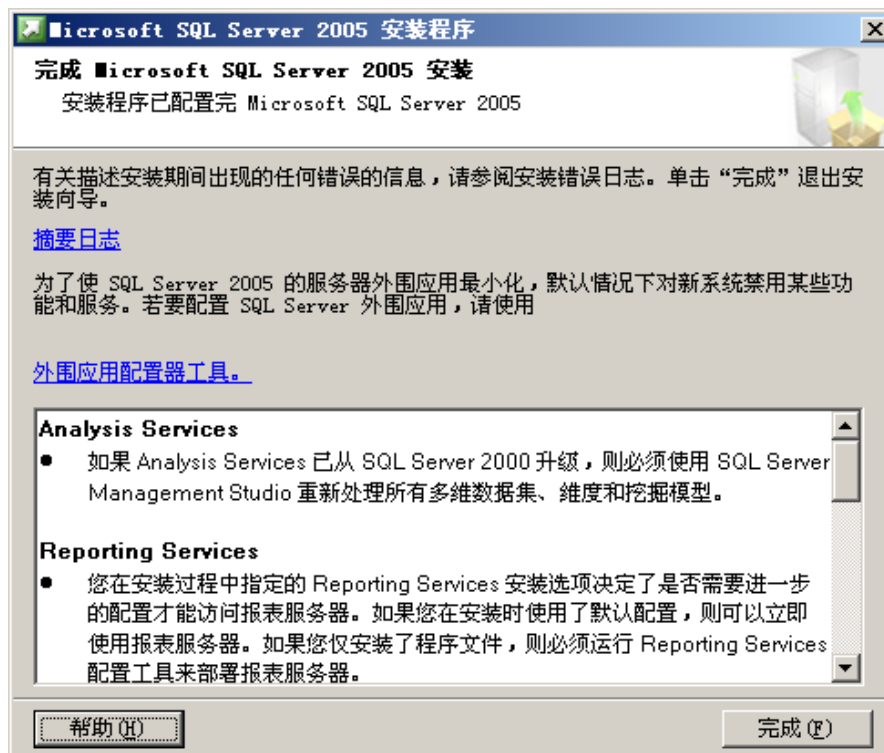 Microsoft SQL Server 2005 安装程序
完成 Microsoft SQL Server 2005 安装
安装程序已配置完 Microsoft SQL Server 2005
有关描述安装期间出现的任何错误的信息，请参阅安装错误日志。单击“完成”退出安
装向导。
摘要日志
为了使 SQL Server 2005 的服务器外围应用最小化，默认情况下对新系统禁用某些功
能和服务。若要配置 SQL Server 外围应用，请使用
外围应用配置器工具。
Analysis Services
● 如果 Analysis Services 已从 SQL Server 2000 升级，则必须使用 SQL Server
Management Studio 重新处理所有多维数据集、维度和挖掘模型。
Reporting Services
● 您在安装过程中指定的 Reporting Services 安装选项决定了是否需要进一步
的配置才能访问报表服务器。如果您在安装时使用了默认配置，则可以立即
使用报表服务器。如果您仅安装了程序文件，则必须运行 Reporting Services
配置工具来部署报表服务器。
帮助(H)
完成(F)